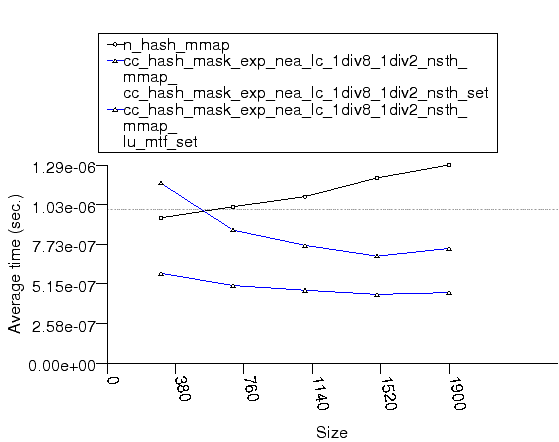 n_hash_mmap
cc_hash_mask_exp_nea_lc_1div8_1div2_nsth_
mmap_
cc_hash_mask_exp_nea_lc_1div8_1div2_nsth_set
cc_hash_mask_exp_nea_lc_1div8_1div2_nsth_
mmap_
lu_mtf_set
1.29e-06
1.03e-06
7.73e-07
5.15e-07
2.58e-07
0.00e+00
Average time (sec.)
0
380
760
1140
1520
1900
Size